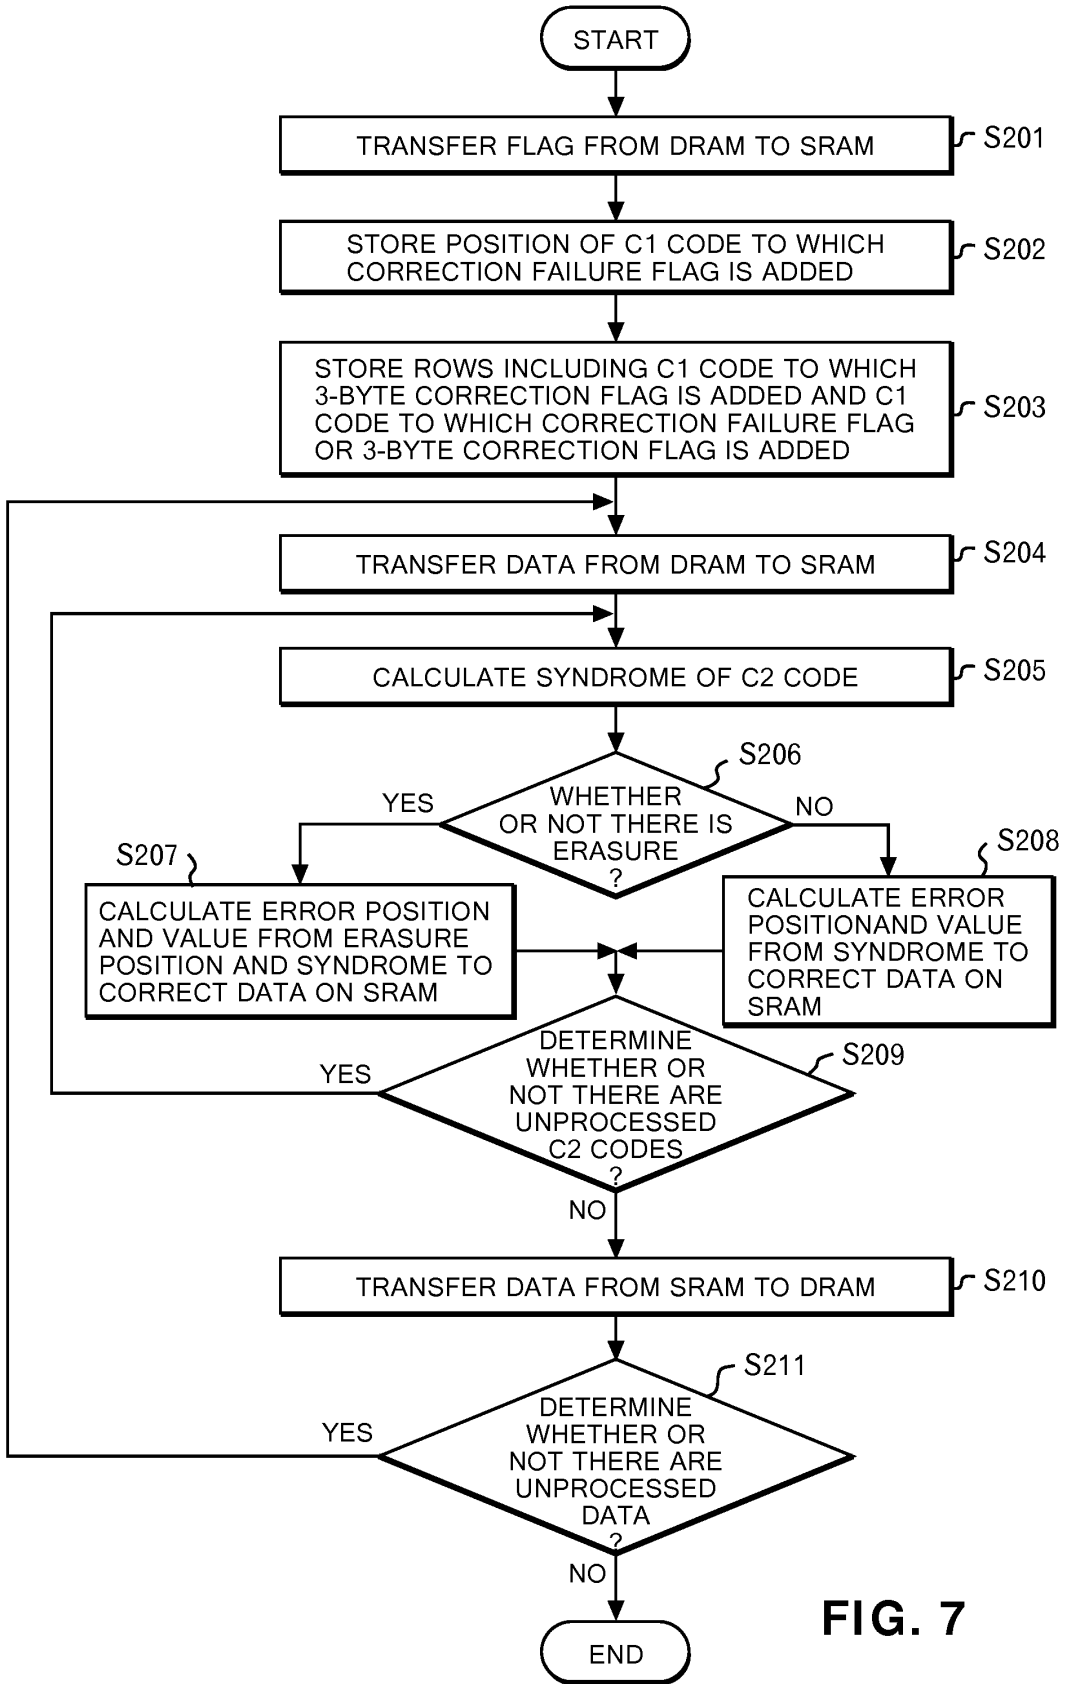 START
TRANSFER FLAG FROM DRAM TO SRAM
S201
STORE POSITION OF C1 CODE TO WHICH
CORRECTION FAILURE FLAG IS ADDED
S202
STORE ROWS INCLUDING C1 CODE TO WHICH
3-BYTE CORRECTION FLAG IS ADDED AND C1
CODE TO WHICH CORRECTION FAILURE FLAG
OR 3-BYTE CORRECTION FLAG IS ADDED
S203
TRANSFER DATA FROM DRAM TO SRAM
S204
CALCULATE SYNDROME OF C2 CODE
S205
S206
WHETHER
OR NOT THERE IS
ERASURE
?
YES
NO
S207
CALCULATE ERROR POSITION
AND VALUE FROM ERASURE
POSITION AND SYNDROME TO
CORRECT DATA ON SRAM
S208
CALCULATE ERROR
POSITIONAND VALUE
FROM SYNDROME TO
CORRECT DATA ON
SRAM
S209
DETERMINE
WHETHER OR
NOT THERE ARE
UNPROCESSED
C2 CODES
?
YES
NO
TRANSFER DATA FROM SRAM TO DRAM
S210
S211
DETERMINE
WHETHER OR
NOT THERE ARE
UNPROCESSED
DATA
?
YES
NO
END
FIG. 7